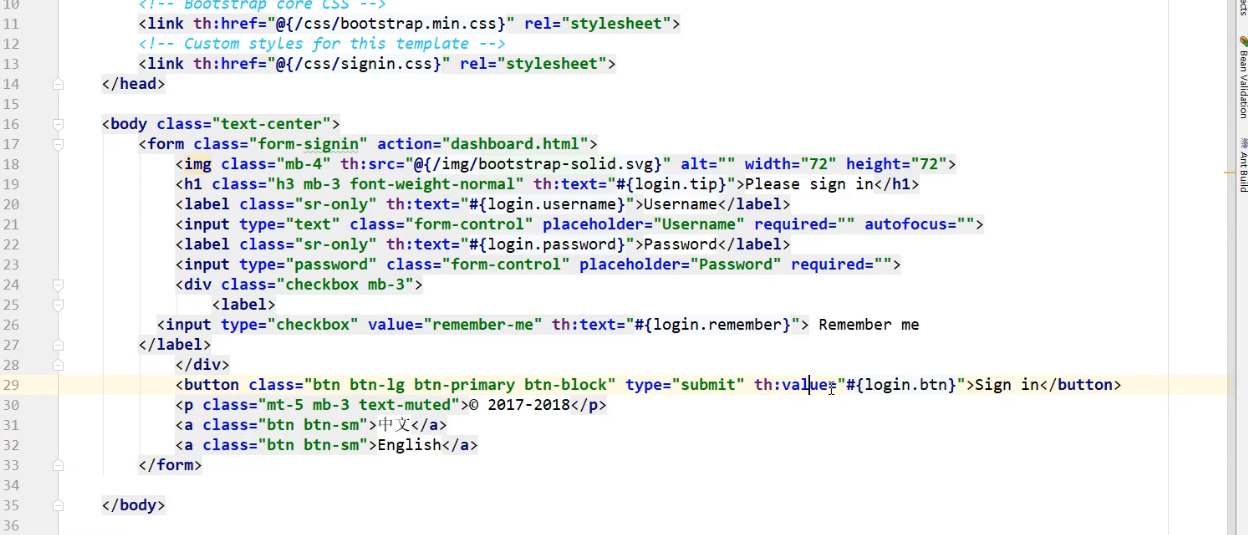 10 <!-- Bootstrap core CSS -->
11 <link th:href="@{/css/bootstrap.min.css}" rel="stylesheet">
12 <!-- Custom styles for this template -->
13 <link th:href="@{/css/signin.css}" rel="stylesheet">
14 </head>
15
16 <body class="text-center">
17 <form class="form-signin" action="dashboard.html">
18 <img class="mb-4" th:src="@{/img/bootstrap-solid.svg}" alt="" width="72" height="72">
19 <h1 class="h3 mb-3 font-weight-normal" th:text="#{login.tip}">Please sign in</h1>
20 <label class="sr-only" th:text="#{login.username}">Username</label>
21 <input type="text" class="form-control" placeholder="Username" required="" autofocus="">
22 <label class="sr-only" th:text="#{login.password}">Password</label>
23 <input type="password" class="form-control" placeholder="Password" required="">
24 <div class="checkbox mb-3">
25 <label>
26 <input type="checkbox" value="remember-me" th:text="#{login.remember}"> Remember me
27 </label>
28 </div>
29 <button class="btn btn-lg btn-primary btn-block" type="submit" th:value="#{login.btn}">Sign in</button>
30 <p class="mt-5 mb-3 text-muted">© 2017-2018</p>
31 <a class="btn btn-sm">中文</a>
32 <a class="btn btn-sm">English</a>
33 </form>
34
35 </body>
36
Bean Validation
Ant Build